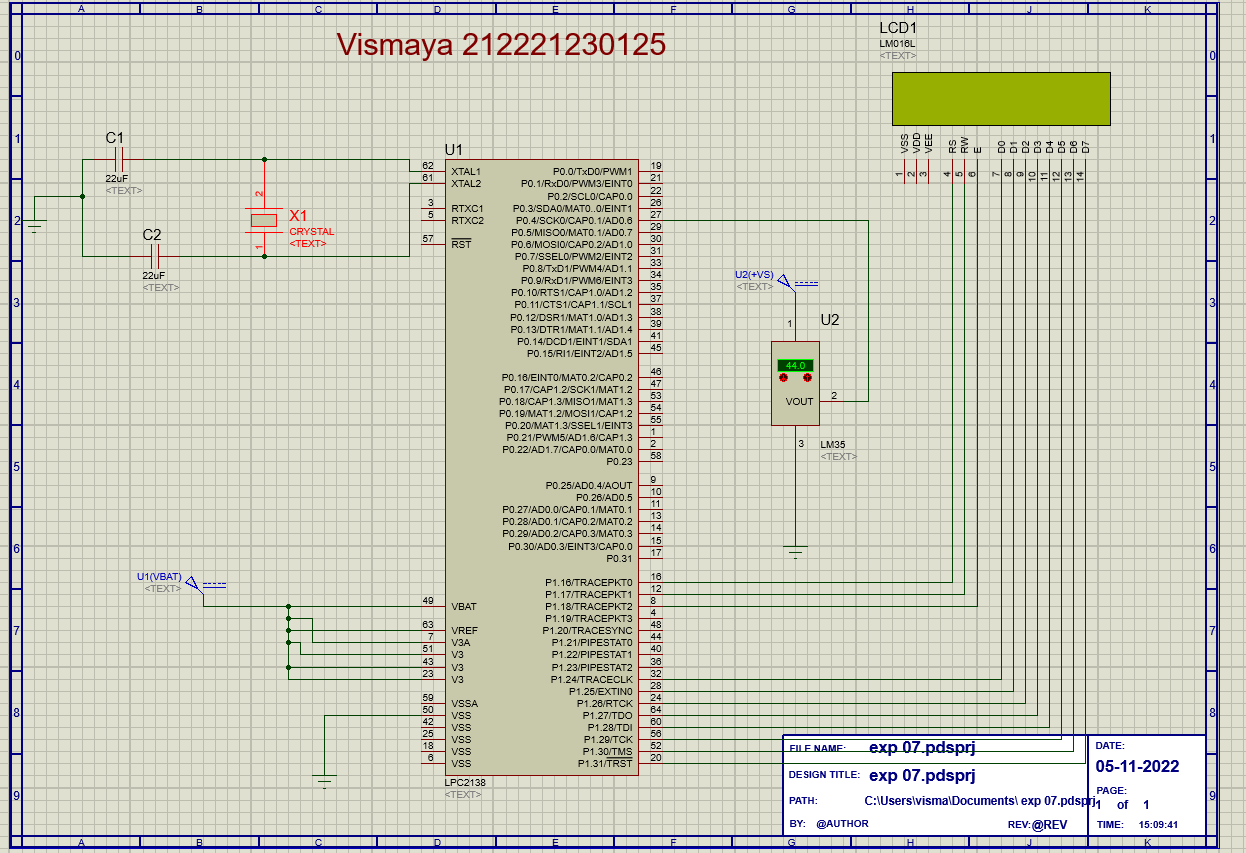 A B C D E F G H J K
Vismaya 212221230125
LCD1
LM016L
<TEXT>
0 0
1 1
2 2
3 3
4 4
5 5
6 6
7 7
8 8
9 9
VSS VDD VEE RS RW E D0 D1 D2 D3 D4 D5 D6 D7
1 2 3 4 5 6 7 8 9 10 11 12 13 14
C1
22uF
<TEXT>
C2
22uF
<TEXT>
2
X1
CRYSTAL
<TEXT>
1
U1
62 XTAL1
61 XTAL2
3 RTXC1
5 RTXC2
57 RST
49 VBAT
63 VREF
7 V3A
51 V3
43 V3
23 V3
59 VSSA
50 VSS
42 VSS
25 VSS
18 VSS
6 VSS
P0.0/TxD0/PWM1 19
P0.1/RxD0/PWM3/EINT0 21
P0.2/SCL0/CAP0.0 22
P0.3/SDA0/MAT0..0/EINT1 26
P0.4/SCK0/CAP0.1/AD0.6 27
P0.5/MISO0/MAT0.1/AD0.7 29
P0.6/MOSI0/CAP0.2/AD1.0 30
P0.7/SSEL0/PWM2/EINT2 31
P0.8/TxD1/PWM4/AD1.1 33
P0.9/RxD1/PWM6/EINT3 34
P0.10/RTS1/CAP1.0/AD1.2 35
P0.11/CTS1/CAP1.1/SCL1 37
P0.12/DSR1/MAT1.0/AD1.3 38
P0.13/DTR1/MAT1.1/AD1.4 39
P0.14/DCD1/EINT1/SDA1 41
P0.15/RI1/EINT2/AD1.5 45
P0.16/EINT0/MAT0.2/CAP0.2 46
P0.17/CAP1.2/SCK1/MAT1.2 47
P0.18/CAP1.3/MISO1/MAT1.3 53
P0.19/MAT1.2/MOSI1/CAP1.2 54
P0.20/MAT1.3/SSEL1/EINT3 55
P0.21/PWM5/AD1.6/CAP1.3 1
P0.22/AD1.7/CAP0.0/MAT0.0 2
P0.23 58
P0.25/AD0.4/AOUT 9
P0.26/AD0.5 10
P0.27/AD0.0/CAP0.1/MAT0.1 11
P0.28/AD0.1/CAP0.2/MAT0.2 13
P0.29/AD0.2/CAP0.3/MAT0.3 14
P0.30/AD0.3/EINT3/CAP0.0 15
P0.31 17
P1.16/TRACEPKT0 16
P1.17/TRACEPKT1 12
P1.18/TRACEPKT2 8
P1.19/TRACEPKT3 4
P1.20/TRACESYNC 48
P1.21/PIPESTAT0 44
P1.22/PIPESTAT1 40
P1.23/PIPESTAT2 36
P1.24/TRACECLK 32
P1.25/EXTIN0 28
P1.26/RTCK 24
P1.27/TDO 64
P1.28/TDI 60
P1.29/TCK 56
P1.30/TMS 52
P1.31/TRST 20
LPC2138
<TEXT>
U2(+VS)
<TEXT>
1
U2
44.0
VOUT 2
3 LM35
<TEXT>
U1(VBAT)
<TEXT>
FILE NAME: exp 07.pdsprj
DESIGN TITLE: exp 07.pdsprj
PATH: C:\Users\visma\Documents\ exp 07.pdsprj
BY: @AUTHOR REV:@REV
DATE:
05-11-2022
PAGE:
1 of 1
TIME: 15:09:41
A B C D E F G H J K